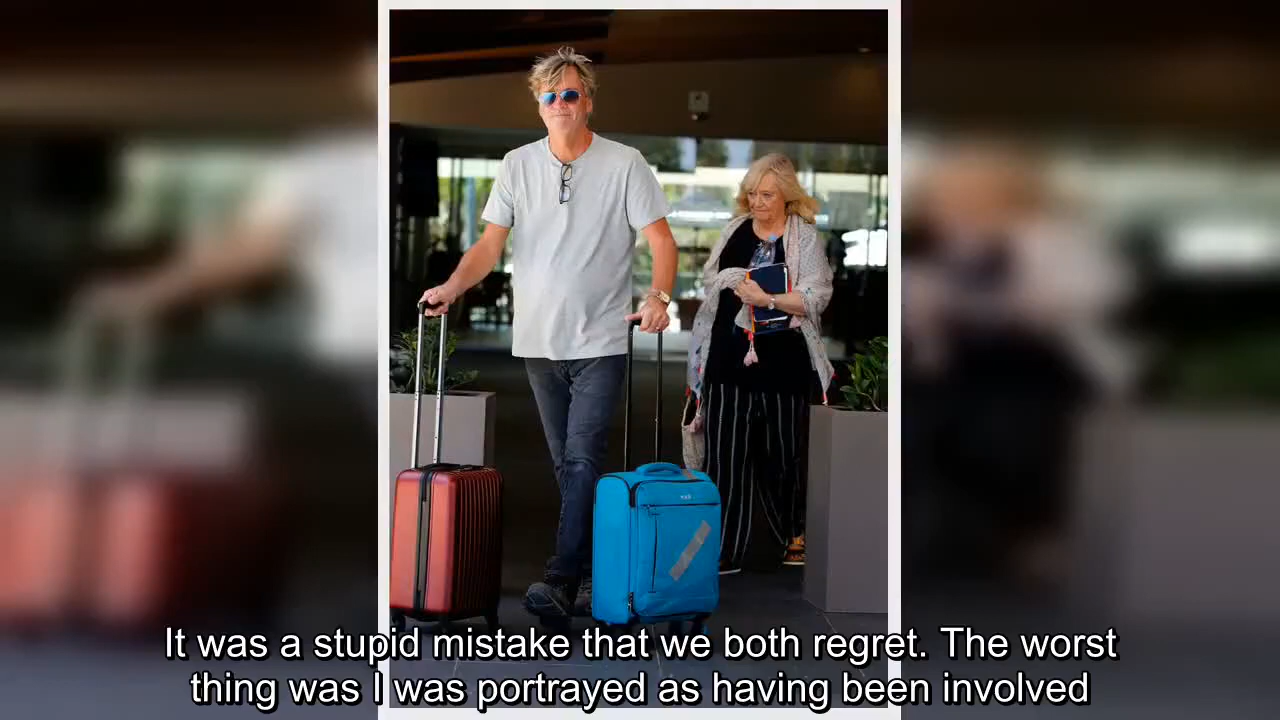 It was a stupid mistake that we both regret. The worst
thing was I was portrayed as having been involved